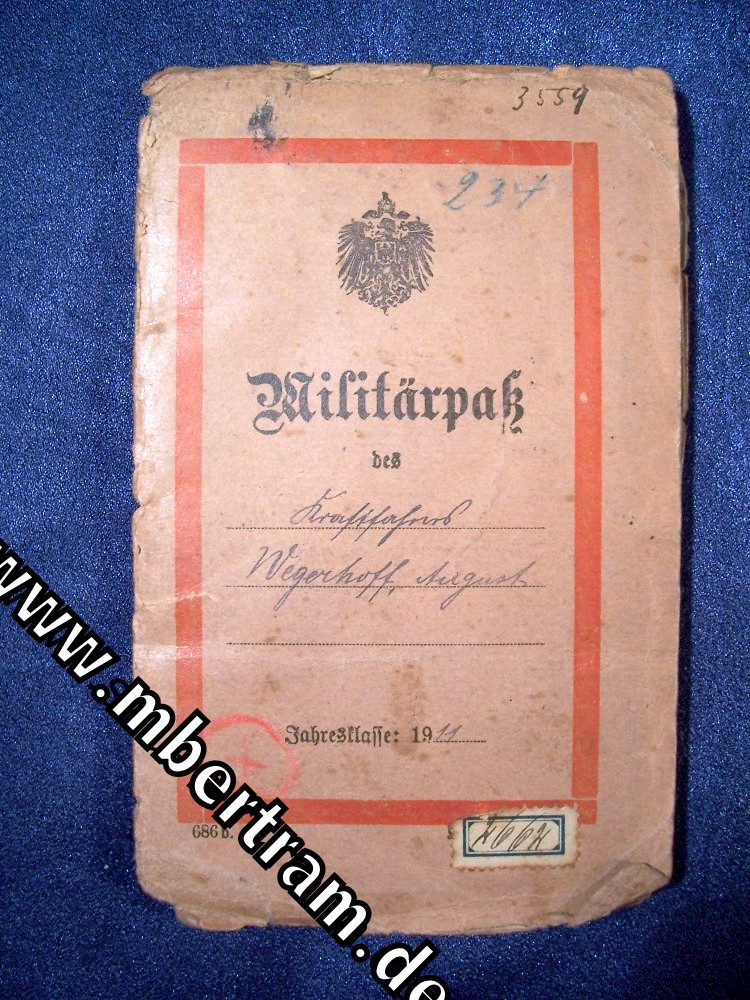 3559
234
Militärpaß
des
Kraftfahrers
Wegerhoff, August
Jahresklasse: 1911
686 b.
www.mbertram.de